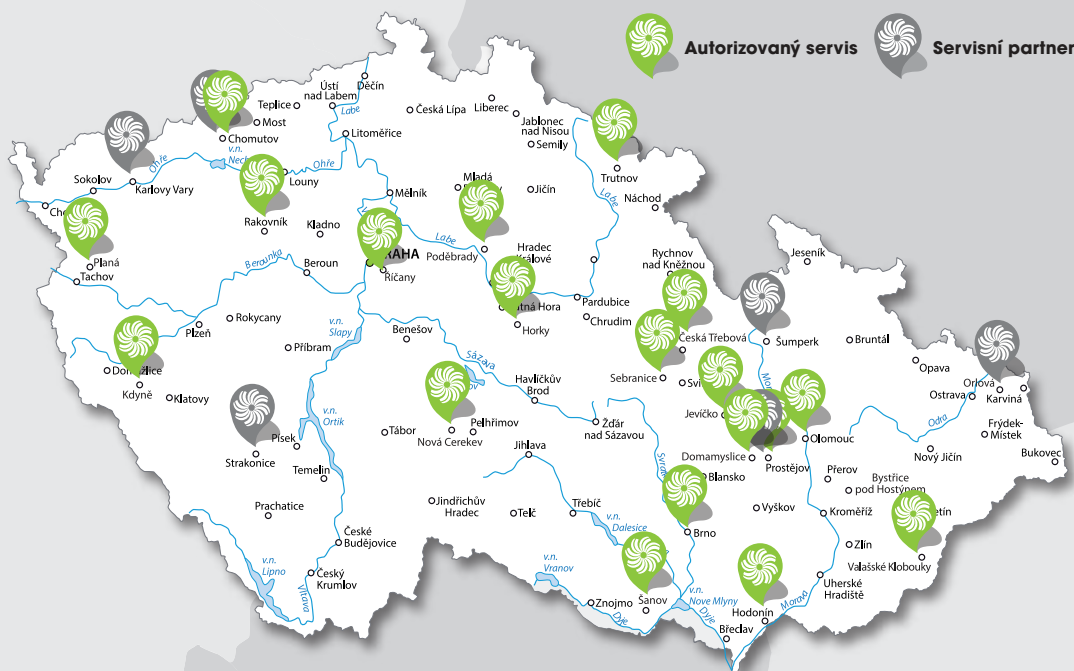 Autorizovaný servis
Servisní partner
Děčín
Ústí
nad Labem
Teplice
Labe
Most
Chomutov
Česká Lípa
Liberec
Jablonec
nad Nisou
Semily
Litoměřice
Trutnov
v.n.
Ohře
Ohře
Louny
Sokolov
Karlovy Vary
Mělník
Mladá
Jičín
Labe
Náchod
Rakovník
Kladno
Labe
Poděbrady
Hradec
Králové
Rychnov
nad Kněžnou
Jeseník
Planá
Tachov
Berounka
Beroun
Říčany
Pardubice
Horky
Chrudim
Česká Třebová
Šumperk
Bruntál
Opava
Orlová
Karviná
Ostrava
Plzeň
Rokycany
v.n.
Slapy
Benešov
Příbram
Sázava
Havlíčkův
Brod
Sebranice
Kdyně
Klatovy
v.n.
Ortik
Jevíčko
Olomouc
Odra
Frýdek-
Místek
Písek
Strakonice
Tábor
Nová Cerekev
Pelhřimov
Žďár
nad Sázavou
Domamyslice
Prostějov
Nový Jičín
Bukovec
Temelin
Jihlava
Blansko
Přerov
Bystřice
pod Hostýnem
Prachatice
Jindřichův
Hradec
Telč
Třebíč
v.n.
Dalesice
Brno
Vyškov
Kroměříž
České
Budějovice
Zlín
Valašské Klobouky
v.n.
Lipno
Český
Krumlov
Vltava
v.n.
Vranov
Znojmo
Šanov
Dyje
v.n.
Nove Mlyny
Dyje
Hodonín
Břeclav
Morava
Uherské
Hradiště